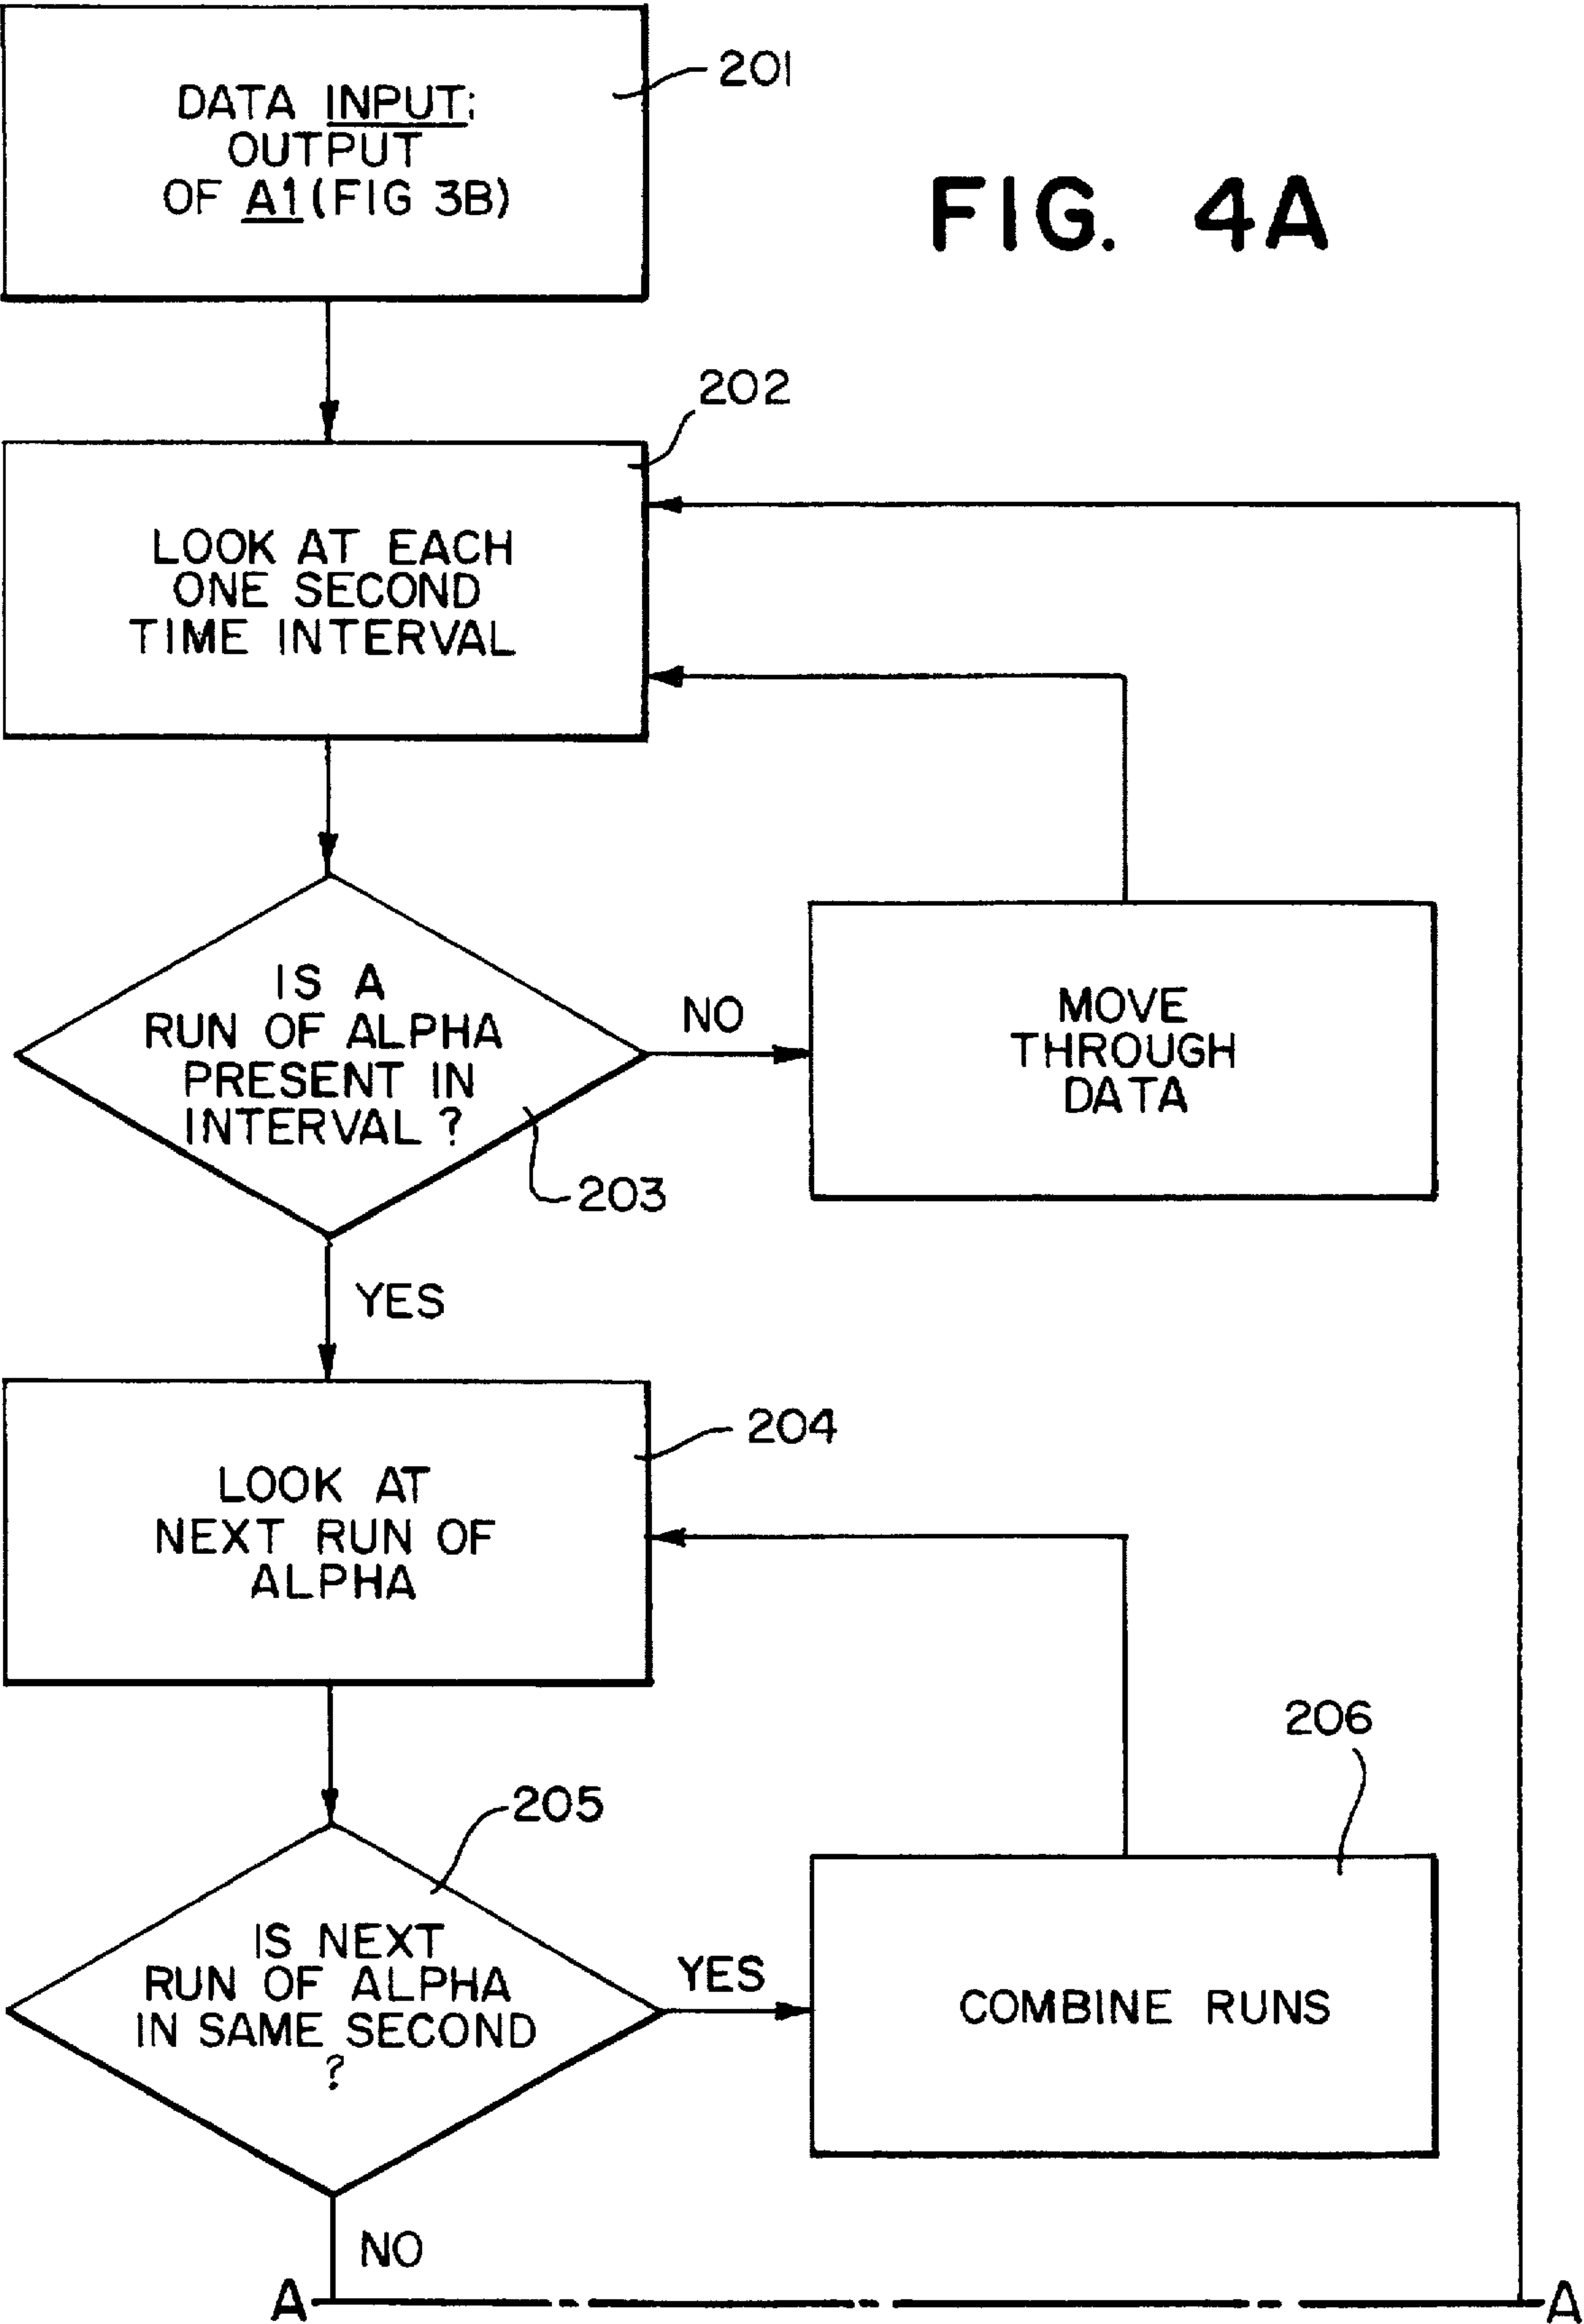 201
DATA INPUT:
OUTPUT
OF A1 (FIG 3B)
FIG. 4A
202
LOOK AT EACH
ONE SECOND
TIME INTERVAL
IS A
RUN OF ALPHA
PRESENT IN
INTERVAL ?
203
NO
MOVE
THROUGH
DATA
YES
204
LOOK AT
NEXT RUN OF
ALPHA
206
205
IS NEXT
RUN OF ALPHA
IN SAME SECOND
?
YES
COMBINE RUNS
NO
A
A